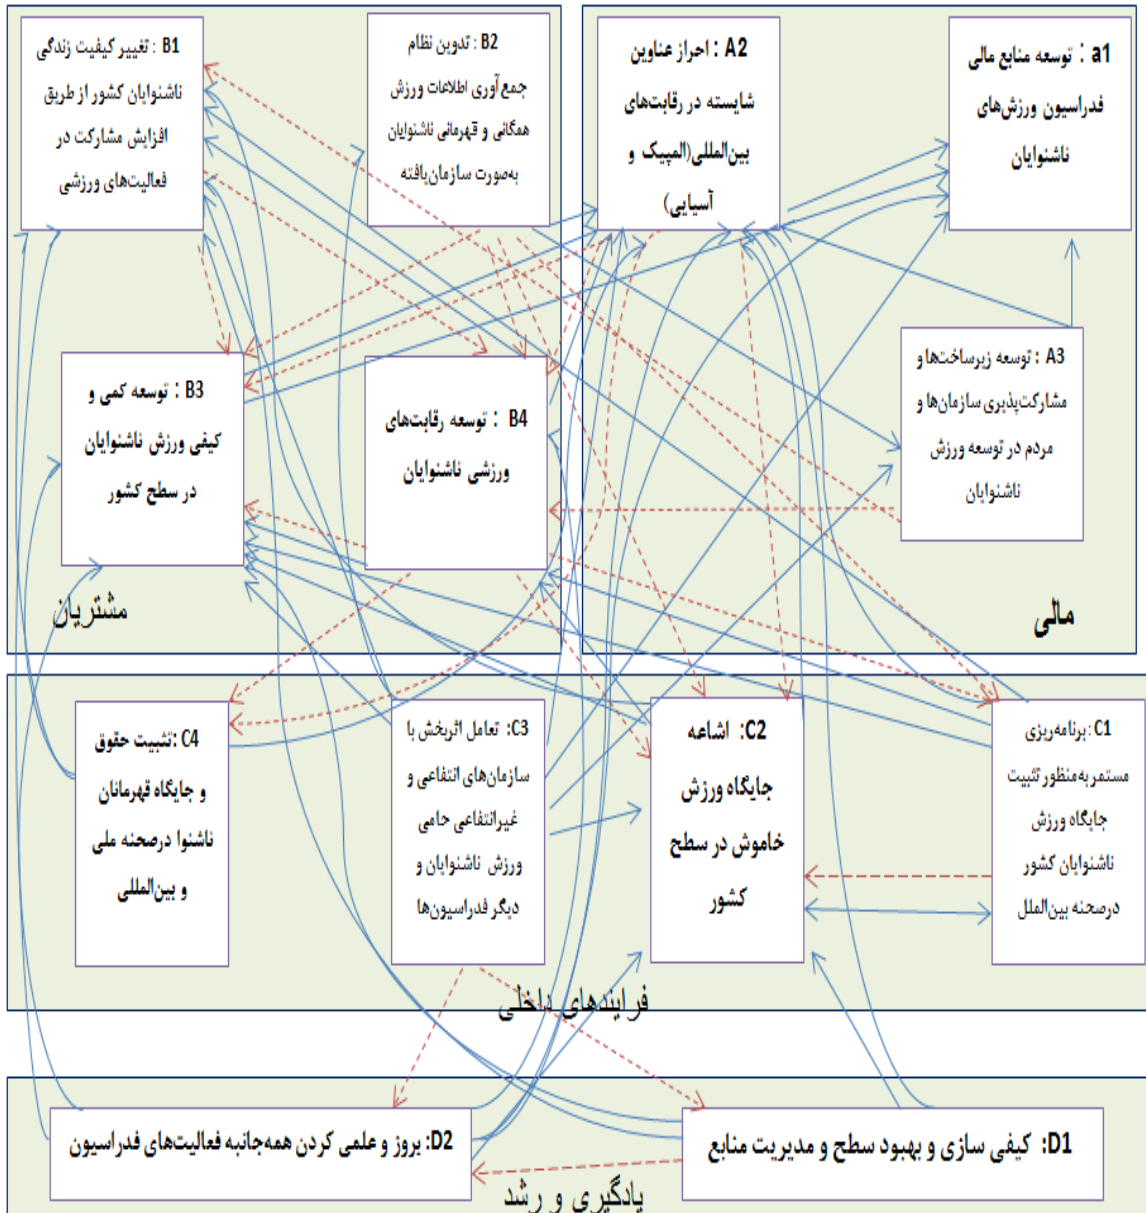 a1 : توسعه منابع مالی
فدراسیون ورزش‌های
ناشنوایان
A2 : احراز عناوین
شایسته در رقابت‌های
بین‌المللی(المپیک و
آسیایی)
B2 : تدوین نظام
جمع‌آوری اطلاعات ورزش
همگانی و قهرمانی ناشنوایان
به‌صورت سازمان‌یافته
B1 : تغییر کیفیت زندگی
ناشنوایان کشور از طریق
افزایش مشارکت در
فعالیت‌های ورزشی
A3 : توسعه زیرساخت‌ها و
مشارکت‌پذیری سازمان‌ها و
مردم در توسعه ورزش
ناشنوایان
B4 : توسعه رقابت‌های
ورزشی ناشنوایان
B3 : توسعه کمی و
کیفی ورزش ناشنوایان
در سطح کشور
مالی
مشتریان
C1:برنامه‌ریزی
مستمر به‌منظور تثبیت
جایگاه ورزش
ناشنوایان کشور
درصحنه بین‌الملل
C2: اشاعه
جایگاه ورزش
خاموش در سطح
کشور
C3: تعامل اثربخش با
سازمان‌های انتفاعی و
غیرانتفاعی حامی
ورزش ناشنوایان و
دیگر فدراسیون‌ها
C4:تثبیت حقوق
و جایگاه قهرمانان
ناشنوا درصحنه ملی
و بین‌المللی
فرایندهای داخلی
D1: کیفی سازی و بهبود سطح و مدیریت منابع
D2: بروز و علمی کردن همه‌جانبه فعالیت‌های فدراسیون
یادگیری و رشد